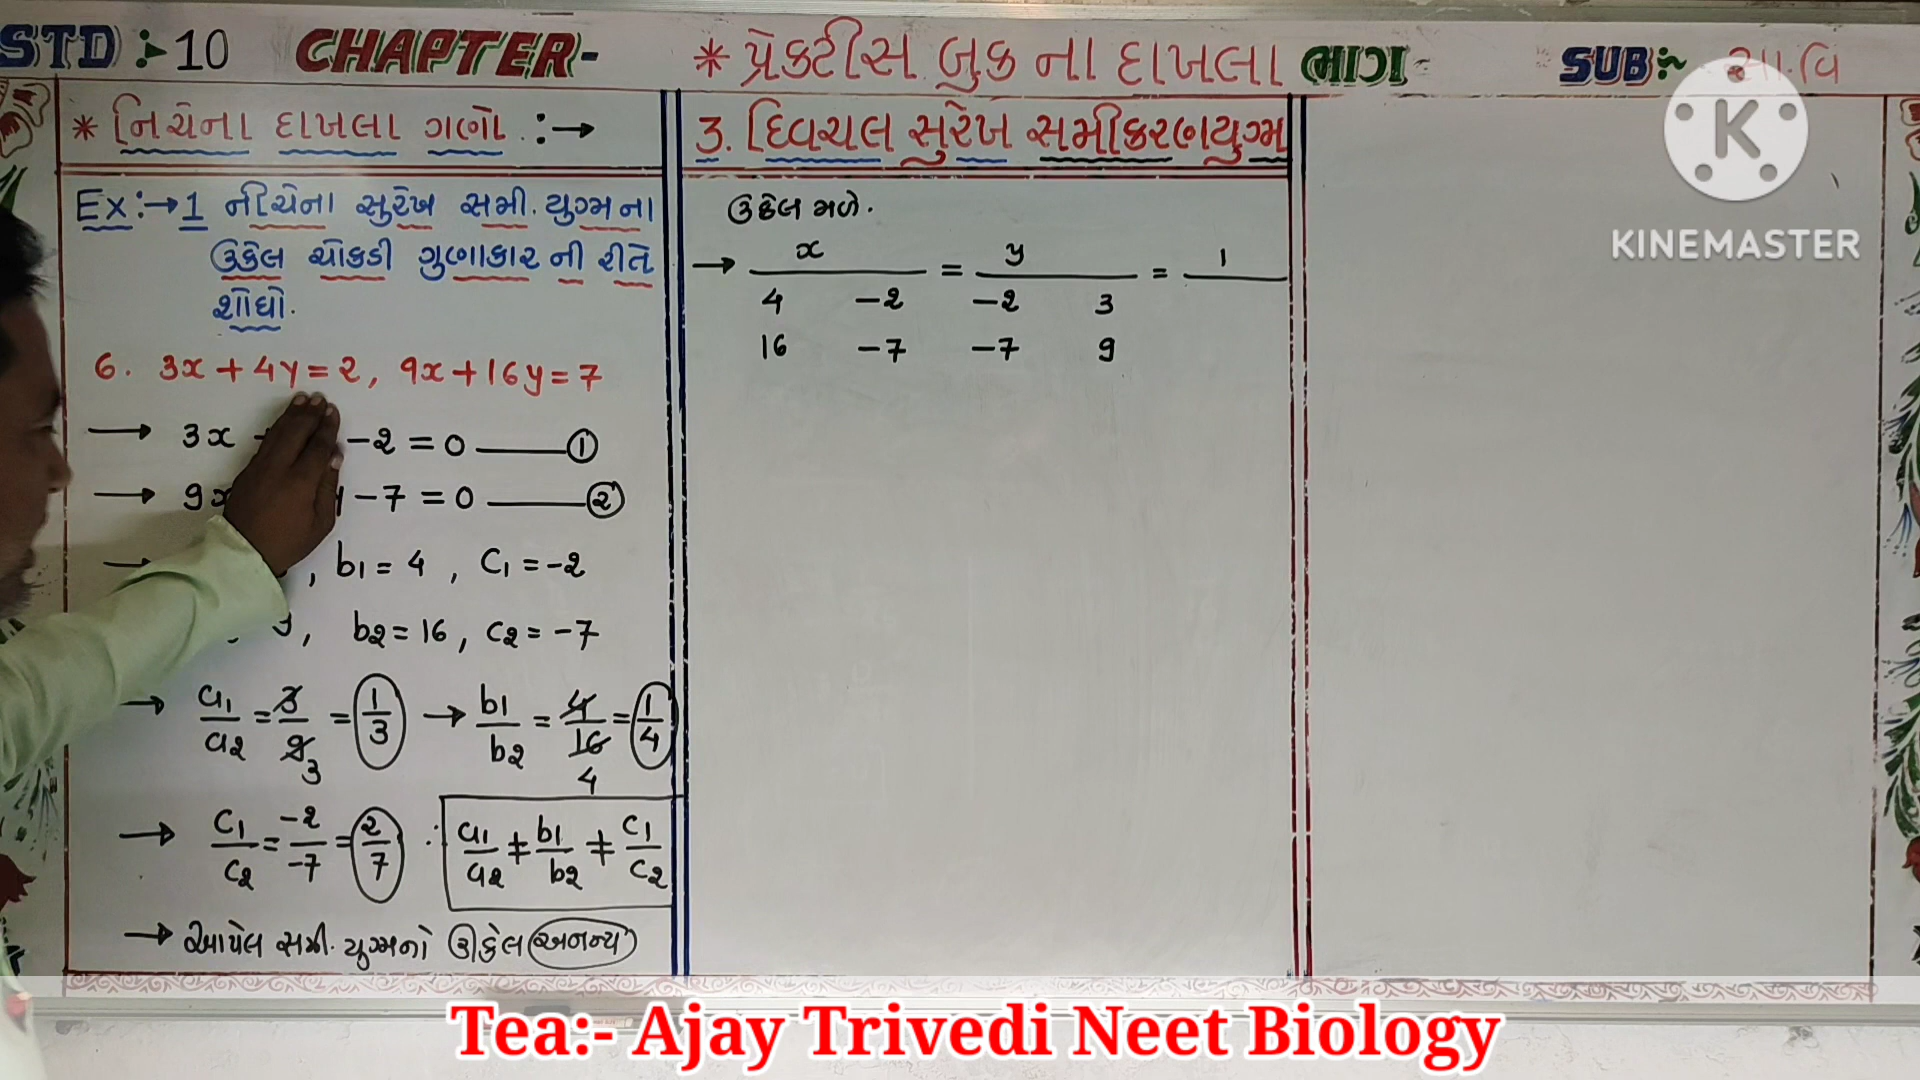 STD :- 10 CHAPTER- * પ્રેકટીસ બુક ના દાખલા ભાગ- SUB:~
* નિચેના દાખલા ગણો. :→
Ex:→1 નીચેના સુરેખ સમી. યુગ્મ ના
ઉકેલ ચોકડી ગુણાકાર ની રીતે
શોધો.
6. 3x + 4y = 2, 9x + 16y = 7
→ 3x -2 = 0 —— ①
→ 9x y - 7 = 0 —— ②
→ , b1 = 4 , C1 = -2
9, b2 = 16, C2 = -7
→ a1/a2 = 3/9 3 = 1/3 → b1/b2 = 4/16 4 = 1/4
→ C1/C2 = -2/-7 = 2/7 ∴ a1/a2 ≠ b1/b2 ≠ C1/C2
→ આપેલ સમી. યુગ્મનો ઉકેલ અનન્ય
3. દ્વિચલ સુરેખ સમીકરણયુગ્મ
ઉકેલ મળે.
→ x = y = 1
4 -2 -2 3
16 -7 -7 9
K
KINEMASTER
Tea:- Ajay Trivedi Neet Biology